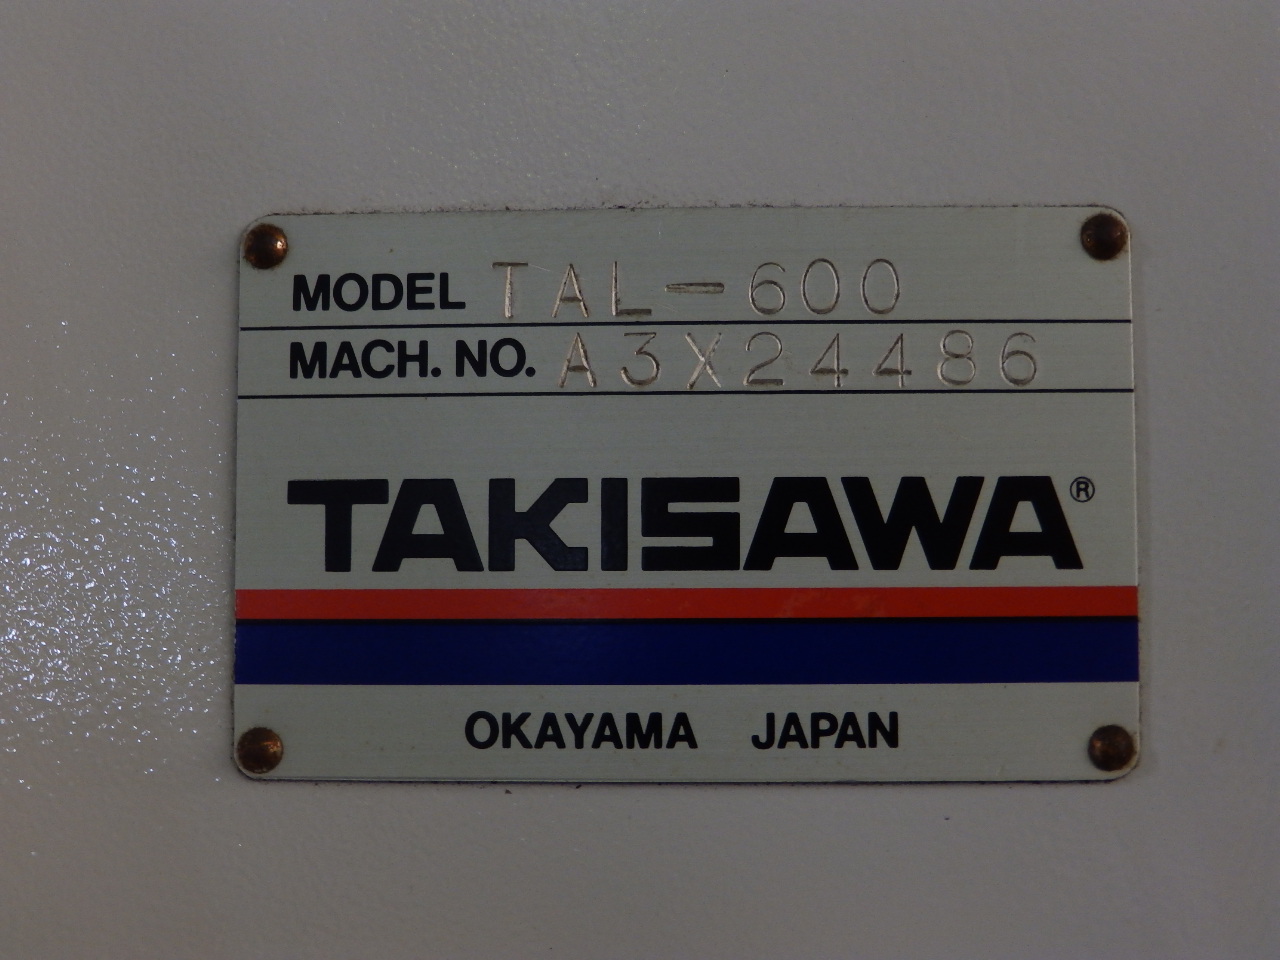 MODEL TAL-600
MACH. NO. A3X24486
TAKISAWA®
OKAYAMA JAPAN